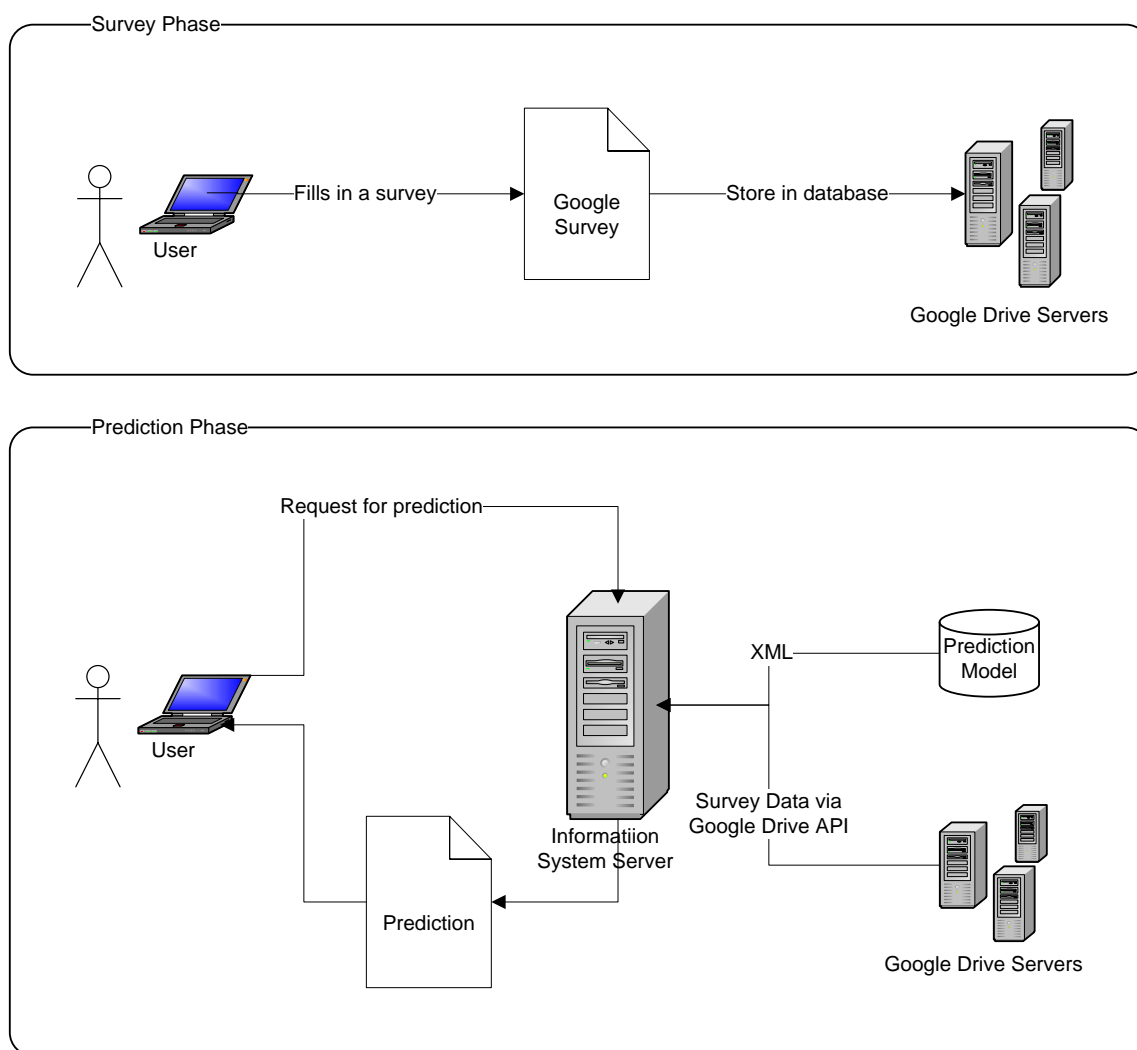 Survey Phase
Fills in a survey
Google
Survey
Store in database
User
Google Drive Servers
Prediction Phase
Request for prediction
XML
Prediction
Model
User
Survey Data via
Google Drive API
Informatiion
System Server
Prediction
Google Drive Servers